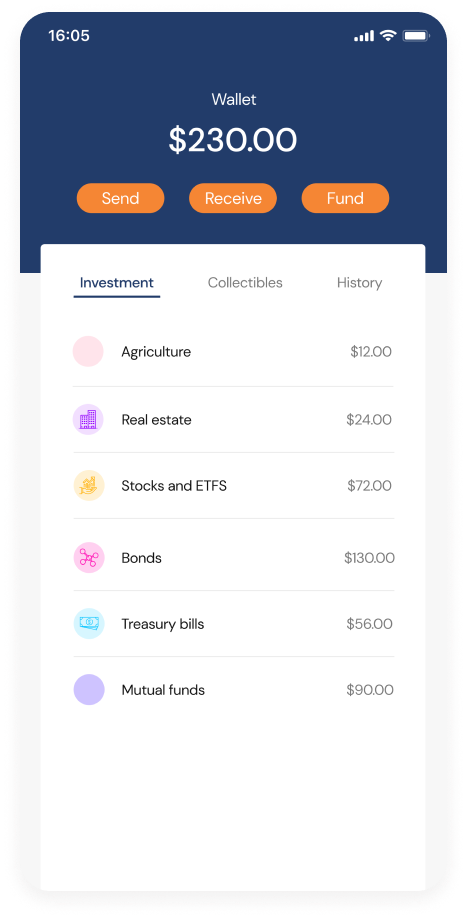 16:05
Wallet
$230.00
Send Receive Fund
Investment Collectibles History
Agriculture $12.00
Real estate $24.00
Stocks and ETFS $72.00
Bonds $130.00
Treasury bills $56.00
Mutual funds $90.00